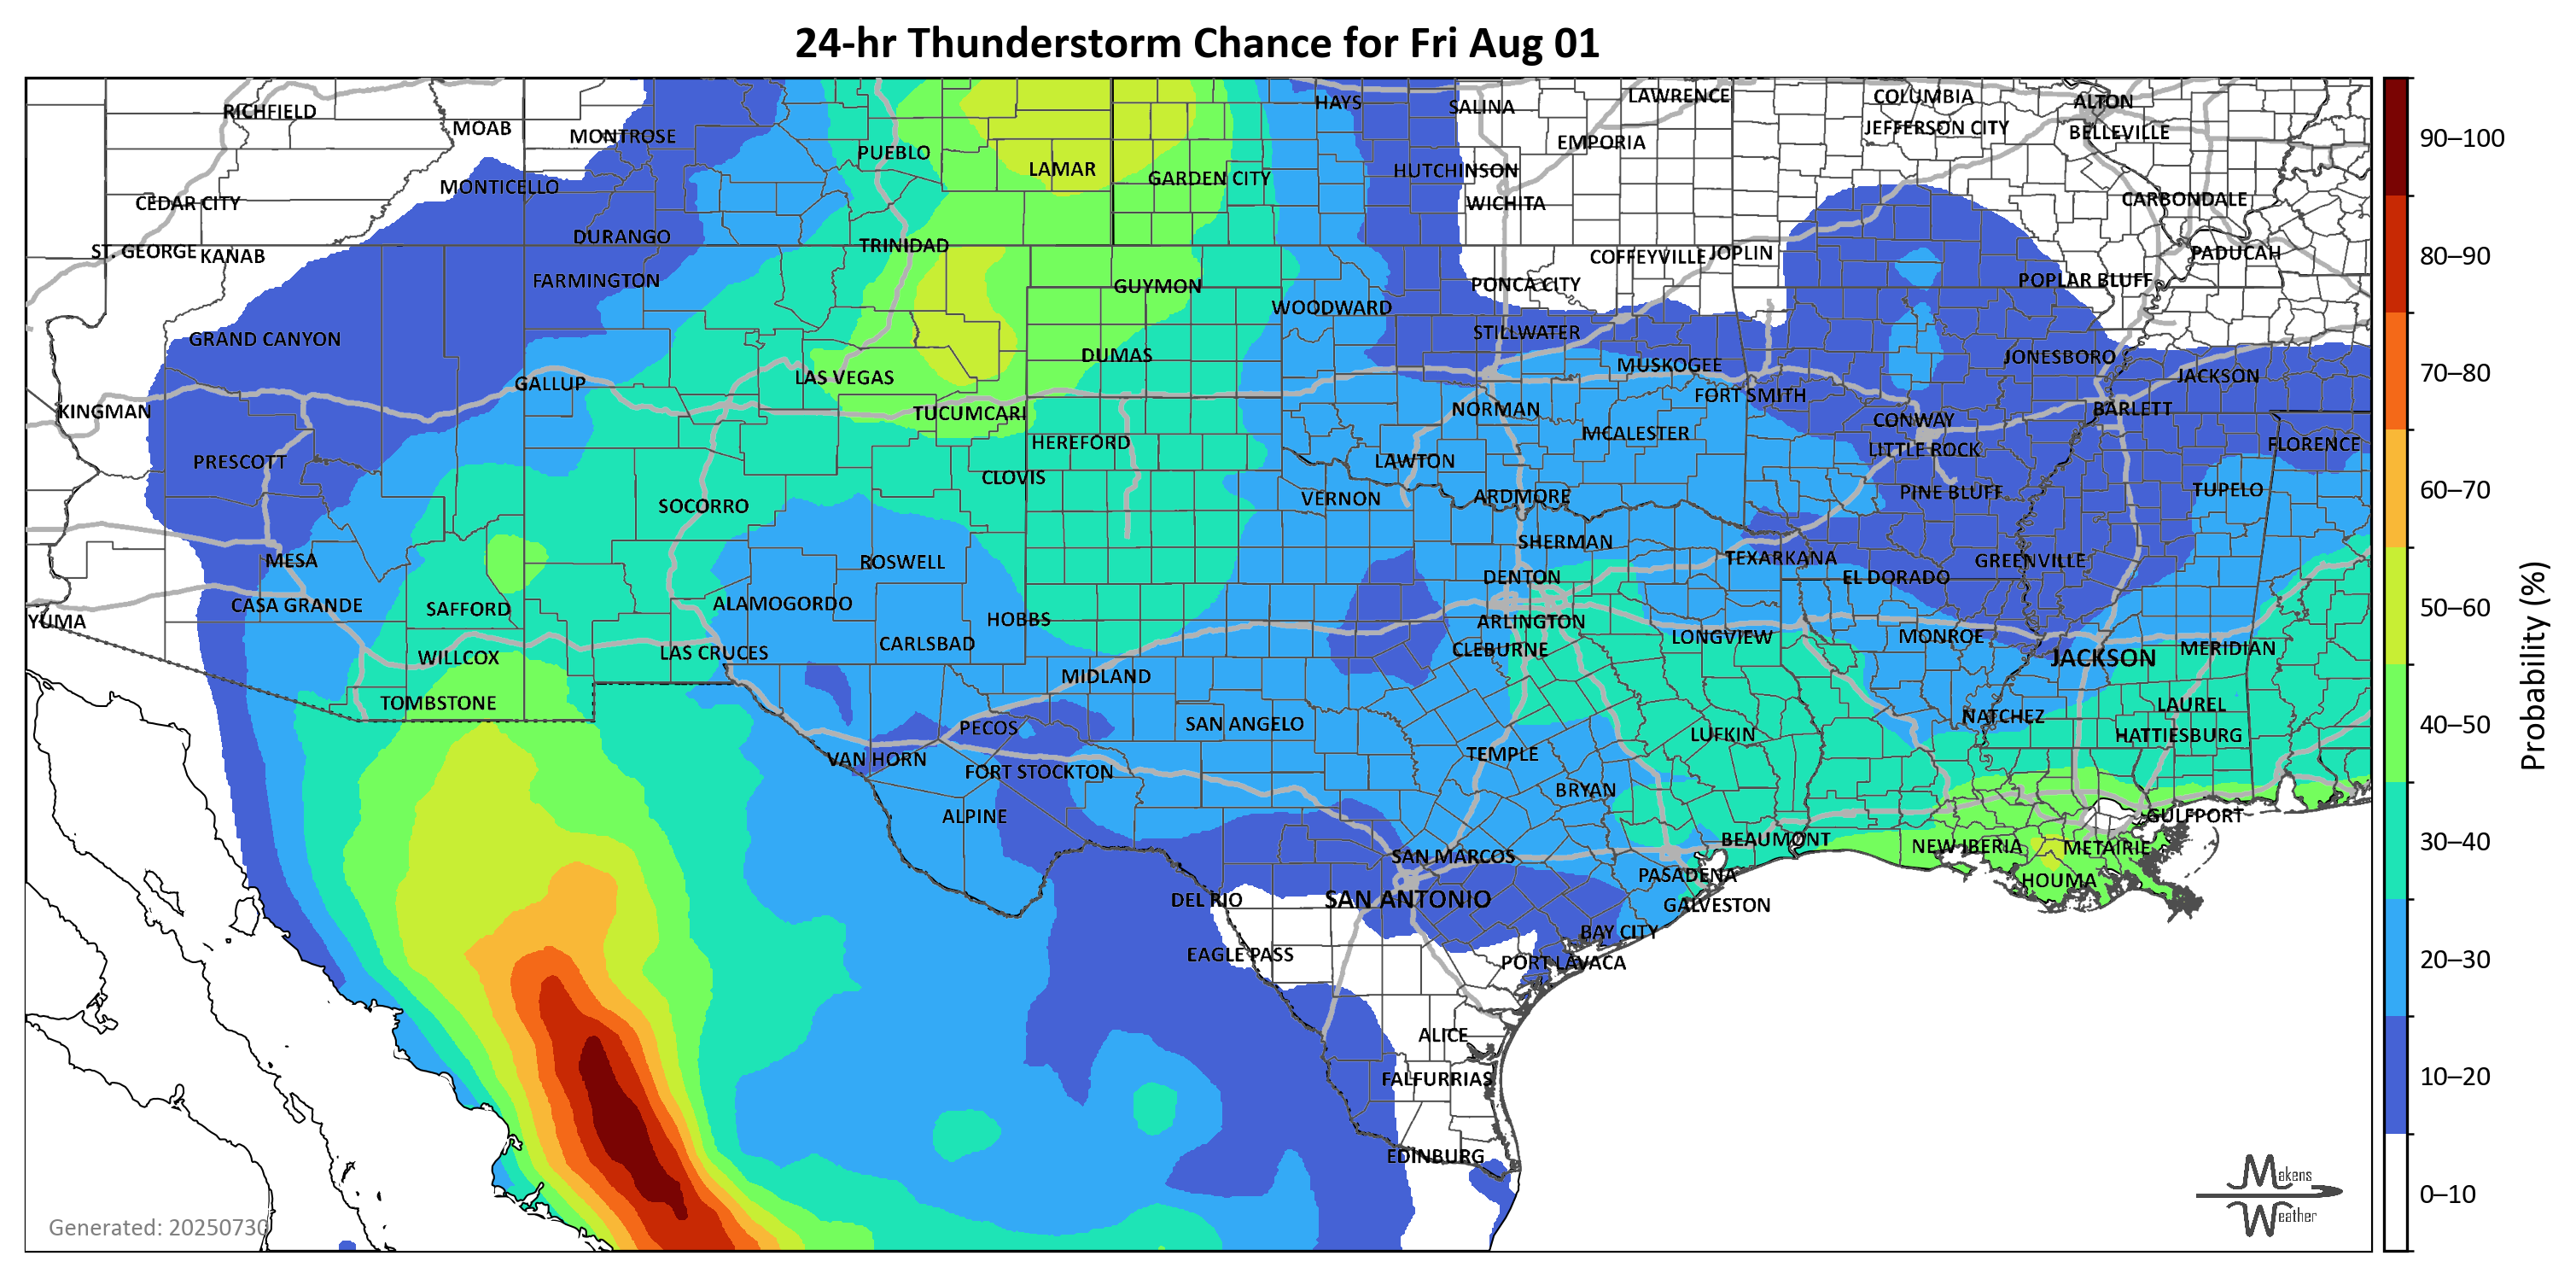 24-hr Thunderstorm Chance for Fri Aug 01
RICHFIELD
MOAB
MONTROSE
PUEBLO
LAMAR
GARDEN CITY
HAYS
SALINA
LAWRENCE
COLUMBIA
ALTON
JEFFERSON CITY
BELLEVILLE
EMPORIA
HUTCHINSON
WICHITA
MONTICELLO
CEDAR CITY
CARBONDALE
DURANGO
TRINIDAD
ST. GEORGE
KANAB
FARMINGTON
GUYMON
WOODWARD
PONCA CITY
COFFEYVILLE
JOPLIN
POPLAR BLUFF
PADUCAH
GRAND CANYON
DUMAS
STILLWATER
MUSKOGEE
JONESBORO
JACKSON
GALLUP
LAS VEGAS
FORT SMITH
KINGMAN
TUCUMCARI
NORMAN
CONWAY
BARLETT
HEREFORD
MCALESTER
LITTLE ROCK
FLORENCE
PRESCOTT
CLOVIS
LAWTON
SOCORRO
VERNON
ARDMORE
PINE BLUFF
TUPELO
MESA
ROSWELL
SHERMAN
TEXARKANA
GREENVILLE
CASA GRANDE
SAFFORD
ALAMOGORDO
DENTON
EL DORADO
YUMA
HOBBS
ARLINGTON
WILLCOX
LAS CRUCES
CARLSBAD
CLEBURNE
LONGVIEW
MONROE
JACKSON
MERIDIAN
TOMBSTONE
MIDLAND
PECOS
SAN ANGELO
NATCHEZ
LAUREL
VAN HORN
FORT STOCKTON
TEMPLE
LUFKIN
HATTIESBURG
ALPINE
BRYAN
GULFPORT
SAN MARCOS
BEAUMONT
NEW IBERIA
METAIRIE
DEL RIO
SAN ANTONIO
PASADENA
HOUMA
GALVESTON
EAGLE PASS
BAY CITY
PORT LAVACA
ALICE
FALFURRIAS
EDINBURG
Generated: 20250730
Makens
Weather
90–100
80–90
70–80
60–70
50–60
40–50
30–40
20–30
10–20
0–10
Probability (%)